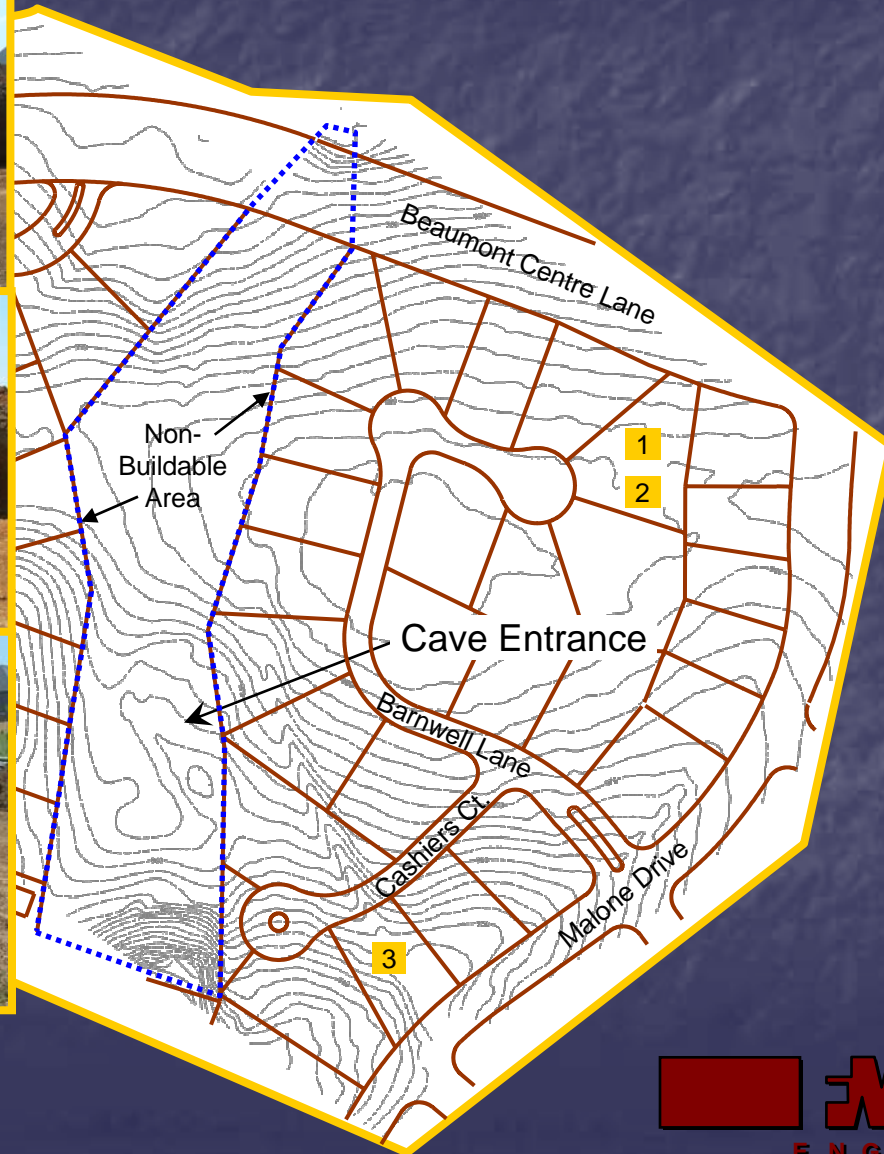 Beaumont Centre Lane
1
2
Non-
Buildable
Area
Cave Entrance
Barnwell Lane
Cashiers Ct.
Malone Drive
3